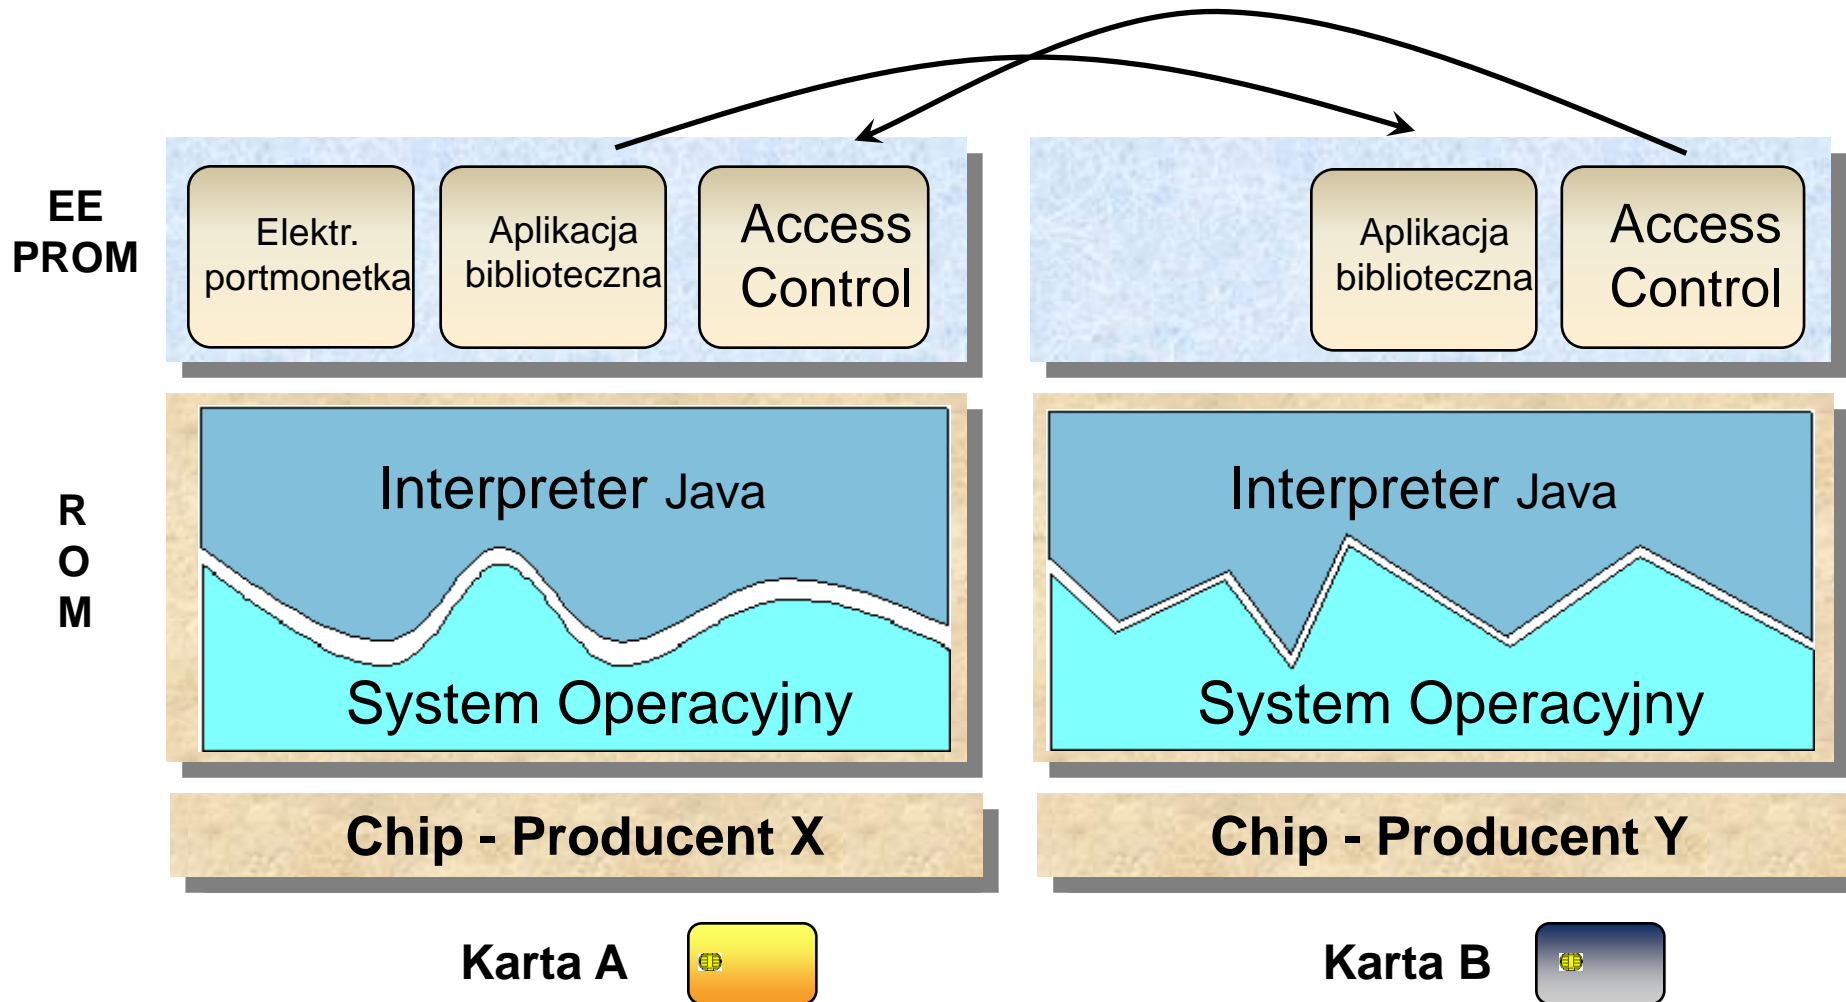 EE
PROM
Elektr.
portmonetka
Aplikacja
biblioteczna
Access
Control
Aplikacja
biblioteczna
Access
Control
R
O
M
Interpreter Java
System Operacyjny
Interpreter Java
System Operacyjny
Chip - Producent X
Chip - Producent Y
Karta A
Karta B